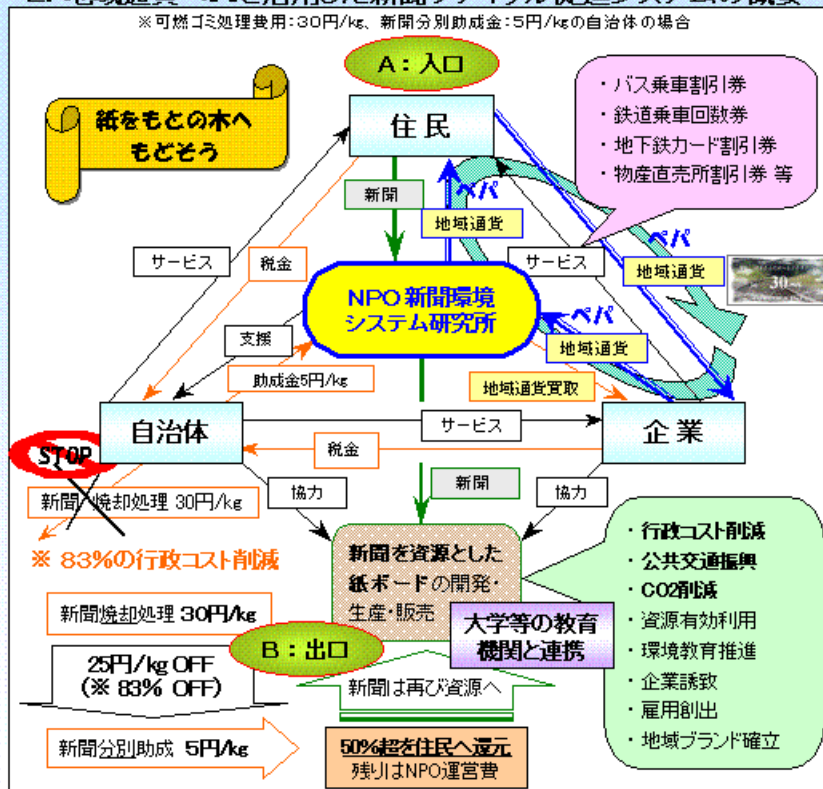 ※可燃ゴミ処理費用:30円/kg、新聞分別助成金:5円/kgの自治体の場合
A:入口
紙をもとの木へ
もどそう
住民
・バス乗車割引券
・鉄道乗車回数券
・地下鉄カード割引券
・物産直売所割引券 等
新聞
ペパ
地域通貨
サービス
税金
サービス
ペパ
地域通貨
30
NPO新聞環境
システム研究所
ペパ
地域通貨
支援
助成金5円/kg
地域通貨買取
自治体
サービス
企業
税金
STOP
新聞焼却処理 30円/kg
協力
新聞
協力
※ 83%の行政コスト削減
新聞を資源とした
紙ボードの開発・
生産・販売
大学等の教育
機関と連携
・行政コスト削減
・公共交通振興
・CO2削減
・資源有効利用
・環境教育推進
・企業誘致
・雇用創出
・地域ブランド確立
新聞焼却処理 30円/kg
B:出口
25円/kg OFF
(※ 83% OFF)
新聞は再び資源へ
新聞分別助成 5円/kg
50%超を住民へ還元
残りはNPO運営費